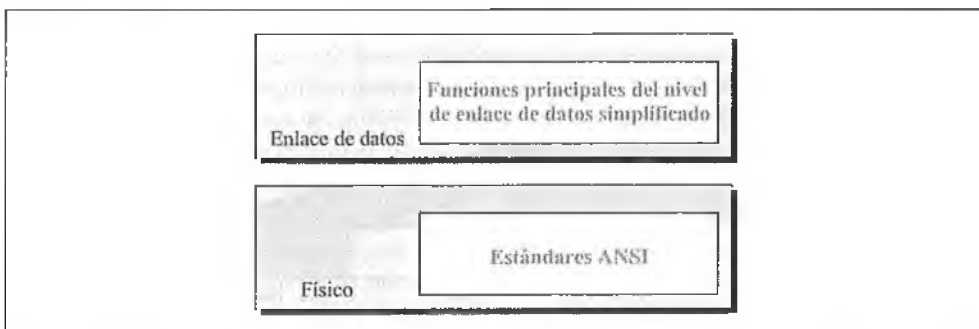 Funciones principales del nivel
de enlace de datos simplificado
Enlace de datos
Estándares ANSI
Físico